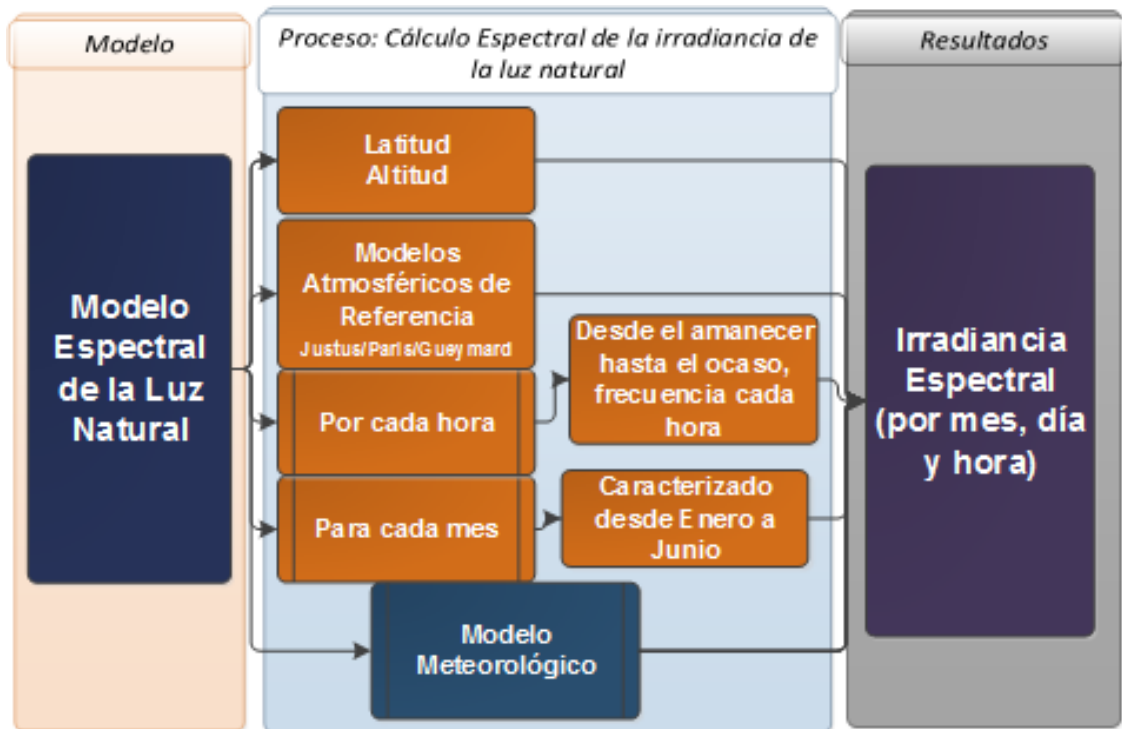 Modelo
Proceso: Cálculo Espectral de la irradiancia de
la luz natural
Resultados
Modelo
Espectral
de la Luz
Natural
Latitud
Altitud
Modelos
Atmosféricos de
Referencia
Justus/Paris/Gueymard
Por cada hora
Desde el amanecer
hasta el ocaso,
frecuencia cada
hora
Para cada mes
Caracterizado
desde Enero a
Junio
Modelo
Meteorológico
Irradiancia
Espectral
(por mes, día
y hora)